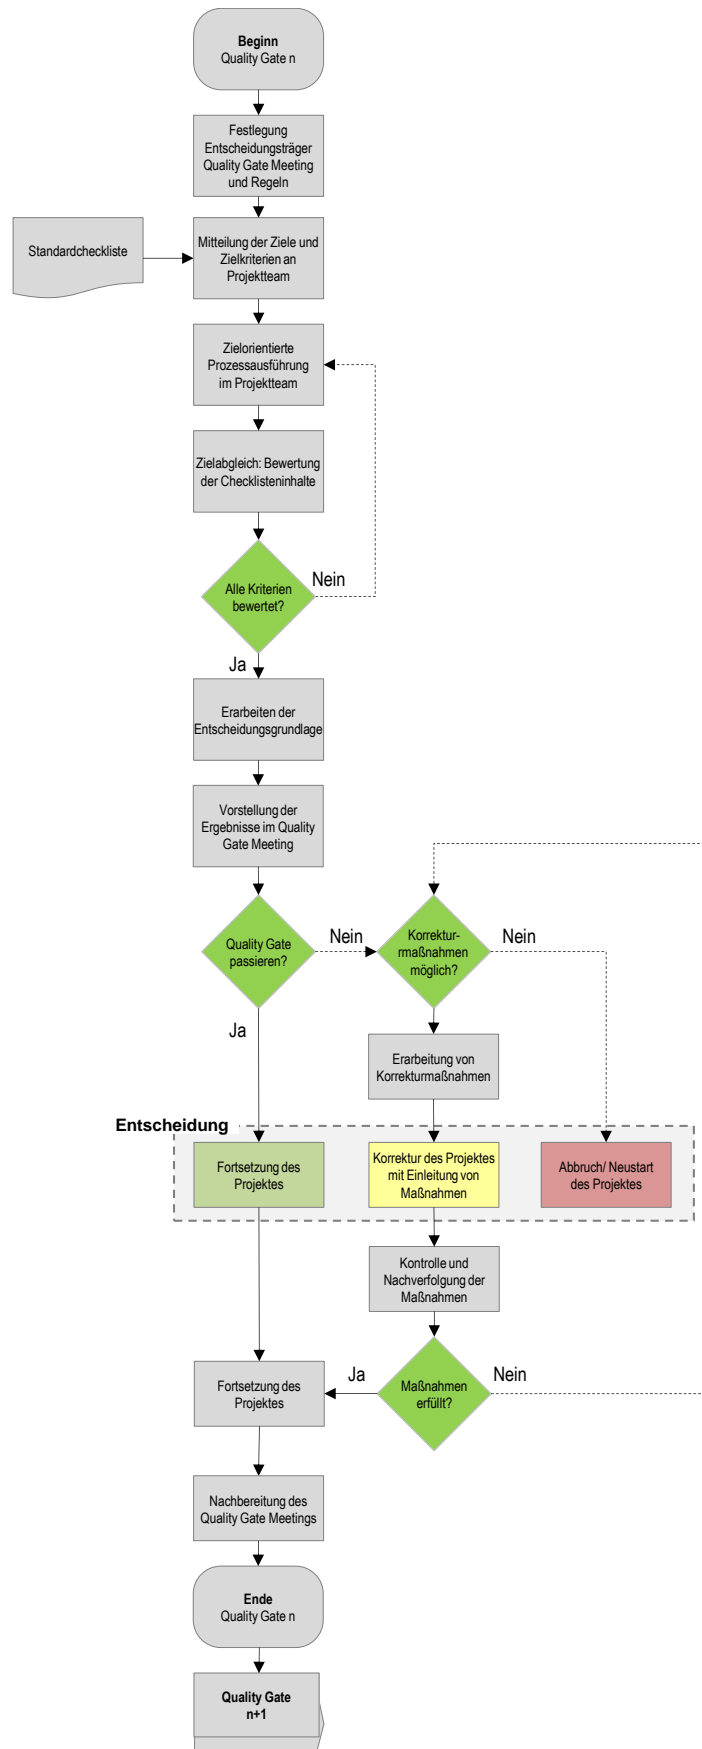 Beginn
Quality Gate n
Festlegung
Entscheidungsträger
Quality Gate Meeting
und Regeln
Standardcheckliste
Mitteilung der Ziele und
Zielkriterien an
Projektteam
Zielorientierte
Prozessausführung
im Projektteam
Zielabgleich: Bewertung
der Checklisteninhalte
Alle Kriterien
bewertet?
Nein
Ja
Erarbeiten der
Entscheidungsgrundlage
Vorstellung der
Ergebnisse im Quality
Gate Meeting
Quality Gate
passieren?
Nein
Korrektur-
rmaßnahmen
möglich?
Nein
Ja
Erarbeitung von
Korrekturmaßnahmen
Entscheidung
Fortsetzung des
Projektes
Korrektur des Projektes
mit Einleitung von
Maßnahmen
Abbruch/ Neustart
des Projektes
Kontrolle und
Nachverfolgung der
Maßnahmen
Fortsetzung des
Projektes
Ja
Maßnahmen
erfüllt?
Nein
Nachbereitung des
Quality Gate Meetings
Ende
Quality Gate n
Quality Gate
n+1